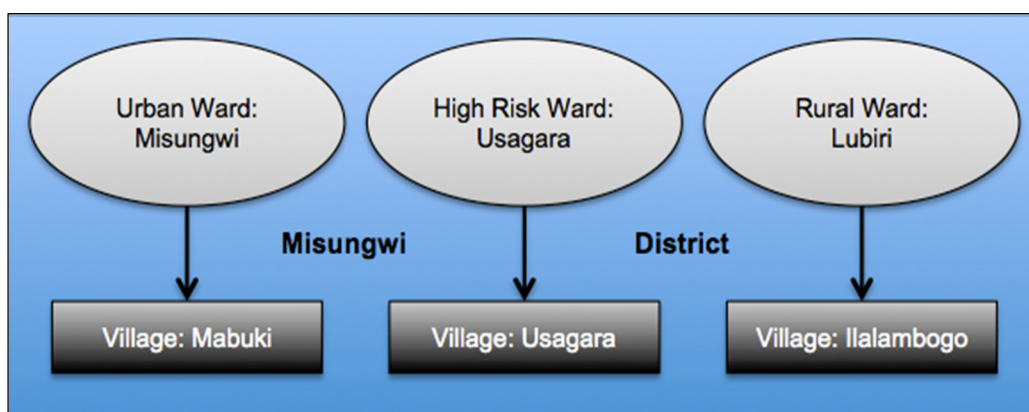 Urban Ward:
Misungwi
High Risk Ward:
Usagara
Rural Ward:
Lubiri
Misungwi District
Village: Mabuki
Village: Usagara
Village: Ilalambogo